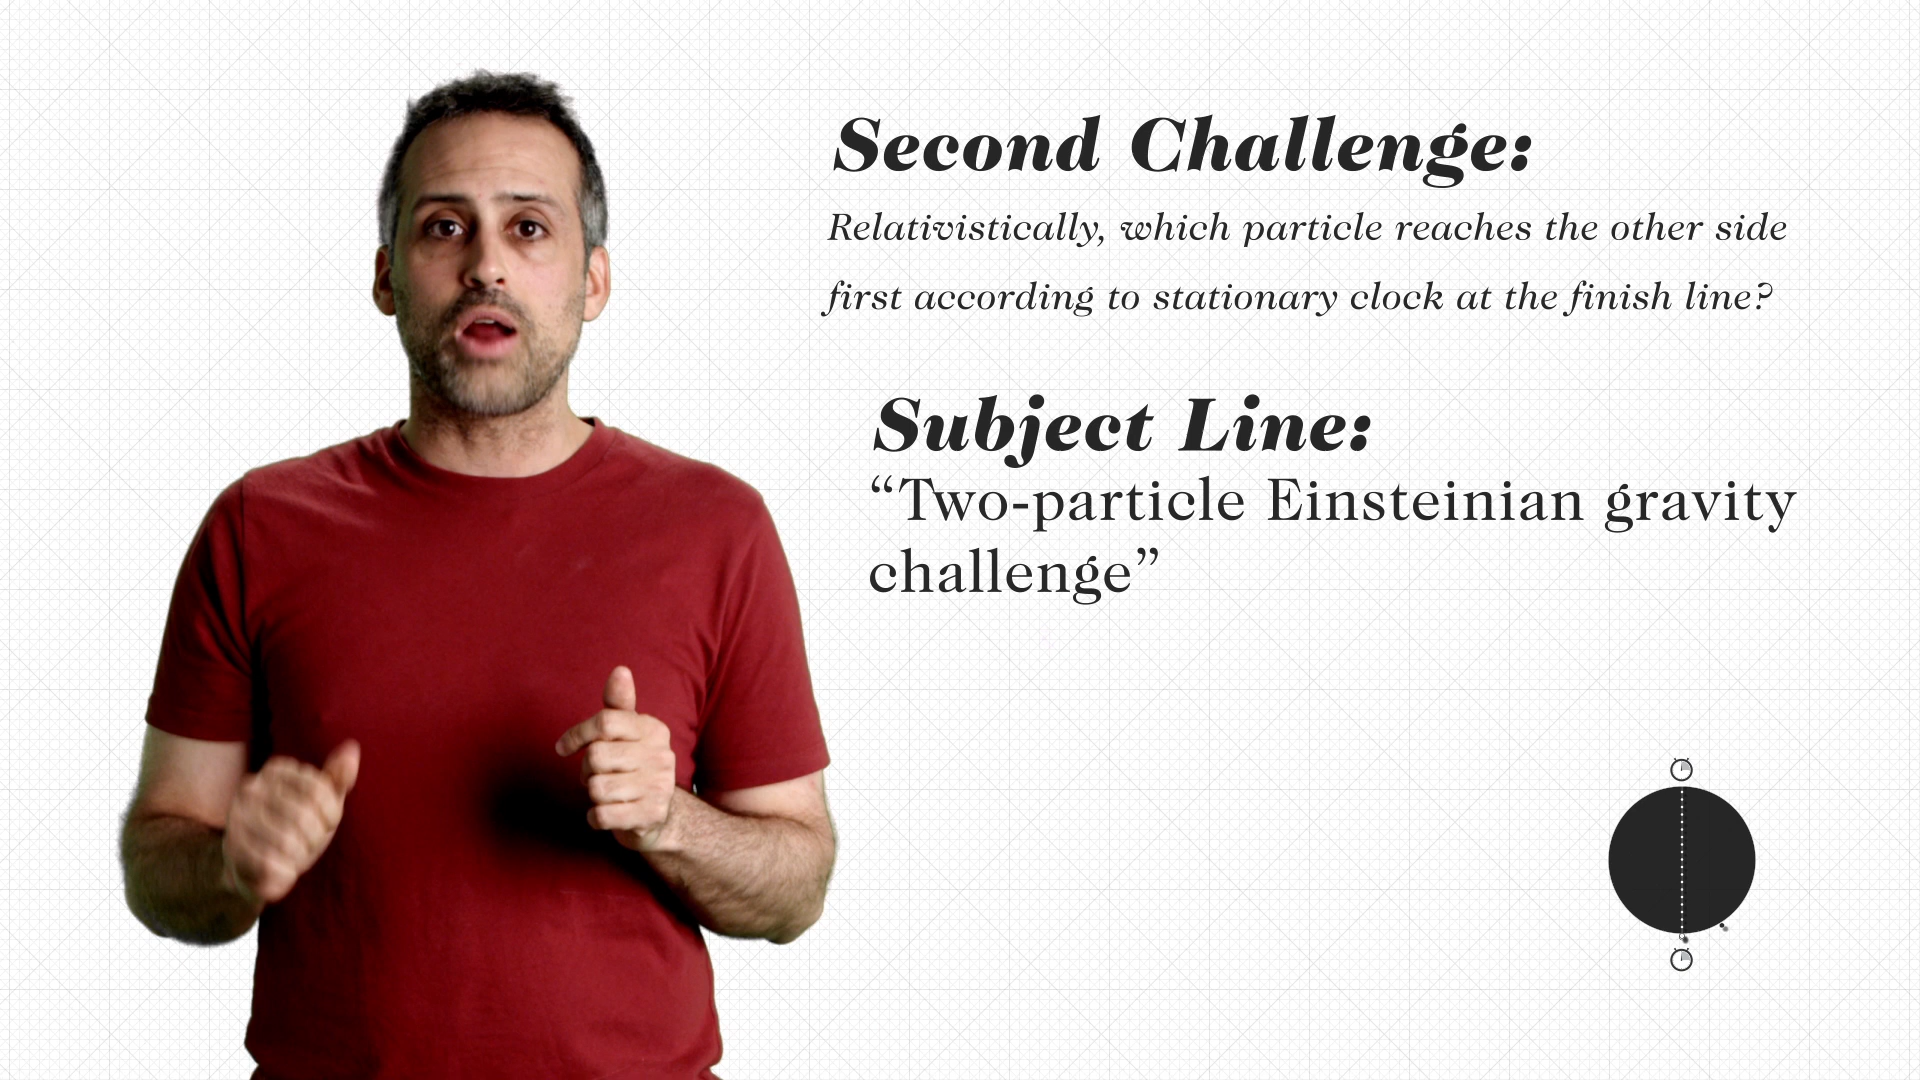 Second Challenge:
Relativistically, which particle reaches the other side
first according to stationary clock at the finish line?
Subject Line:
“Two-particle Einsteinian gravity
challenge”